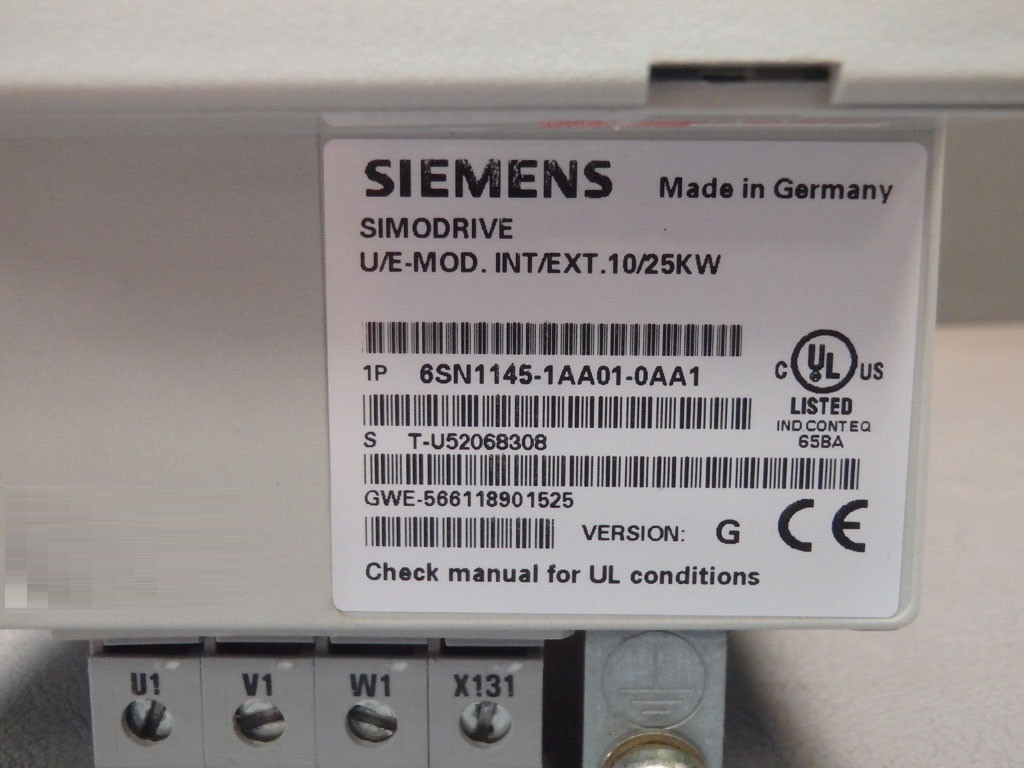 SIEMENS Made in Germany
SIMODRIVE
U/E-MOD. INT/EXT.10/25KW
1P 6SN1145-1AA01-0AA1
S T-U52068308
GWE-566118901525
VERSION: G
Check manual for UL conditions
C UL US
LISTED
IND CONT EQ
65BA
CE
U1 V1 W1 X131